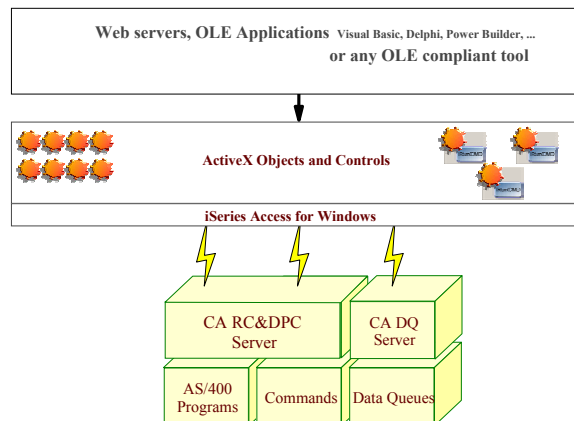 Web servers, OLE Applications Visual Basic, Delphi, Power Builder, ...
or any OLE compliant tool
ActiveX Objects and Controls
iSeries Access for Windows
CA RC&DPC
Server
CA DQ
Server
AS/400
Programs
Commands
Data Queues